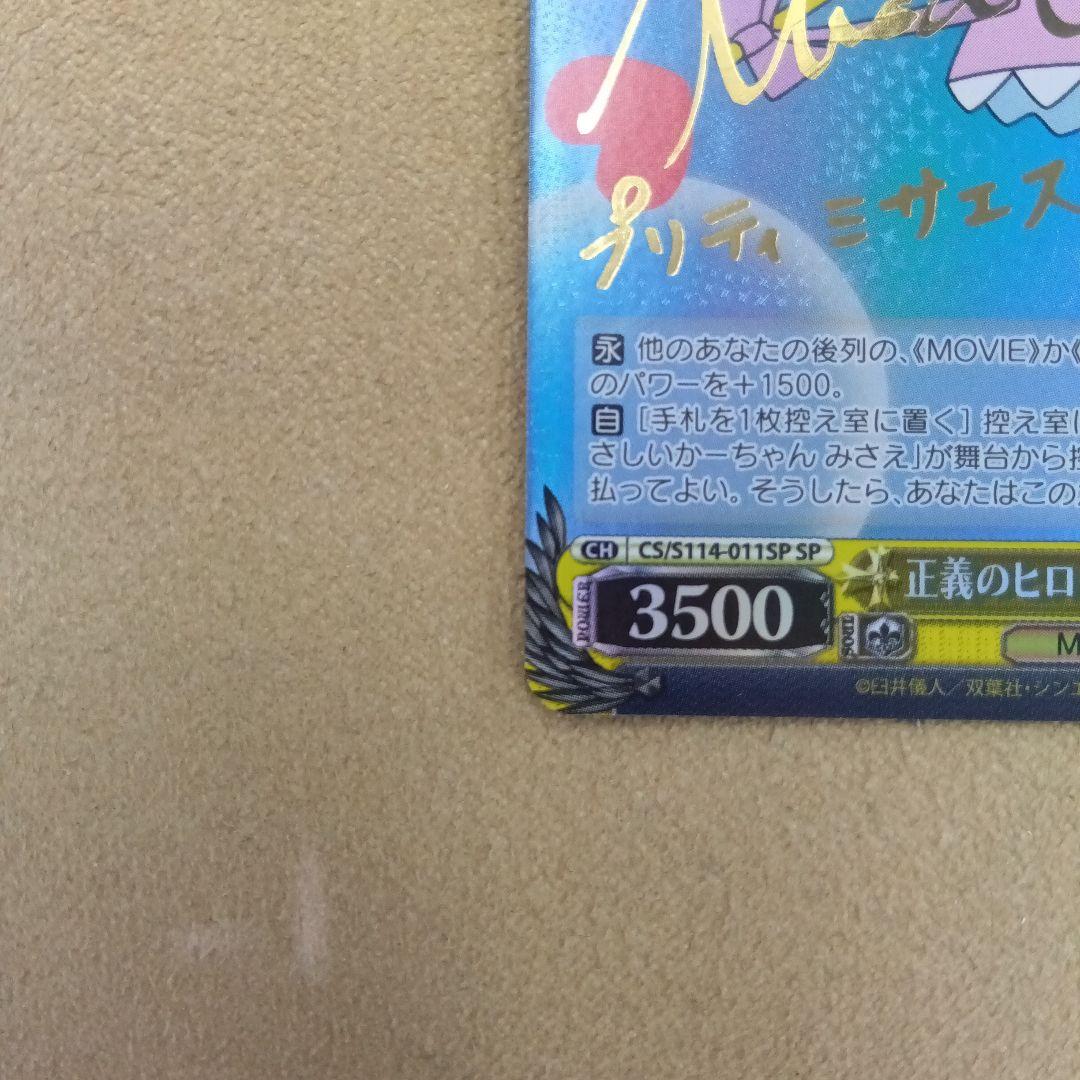 プリティ ミサエス
永 他のあなたの後列の、《MOVIE》か《
のパワーを＋1500。
自 ［手札を1枚控え室に置く］ 控え室に
さしいかーちゃん みさえ」が舞台から控
払ってよい。そうしたら、あなたはこの
CH CS/S114-011SP SP
POWER 3500 正義のヒロ
SOUL M
©臼井儀人／双葉社・シンエ